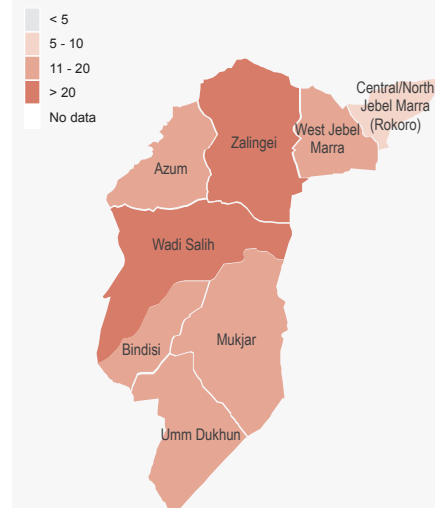 < 5
5 - 10
11 - 20
> 20
No data
Central/North
Jebel Marra
(Rokoro)
West Jebel
Marra
Zalingei
Azum
Wadi Salih
Bindisi
Mukjar
Umm Dukhun